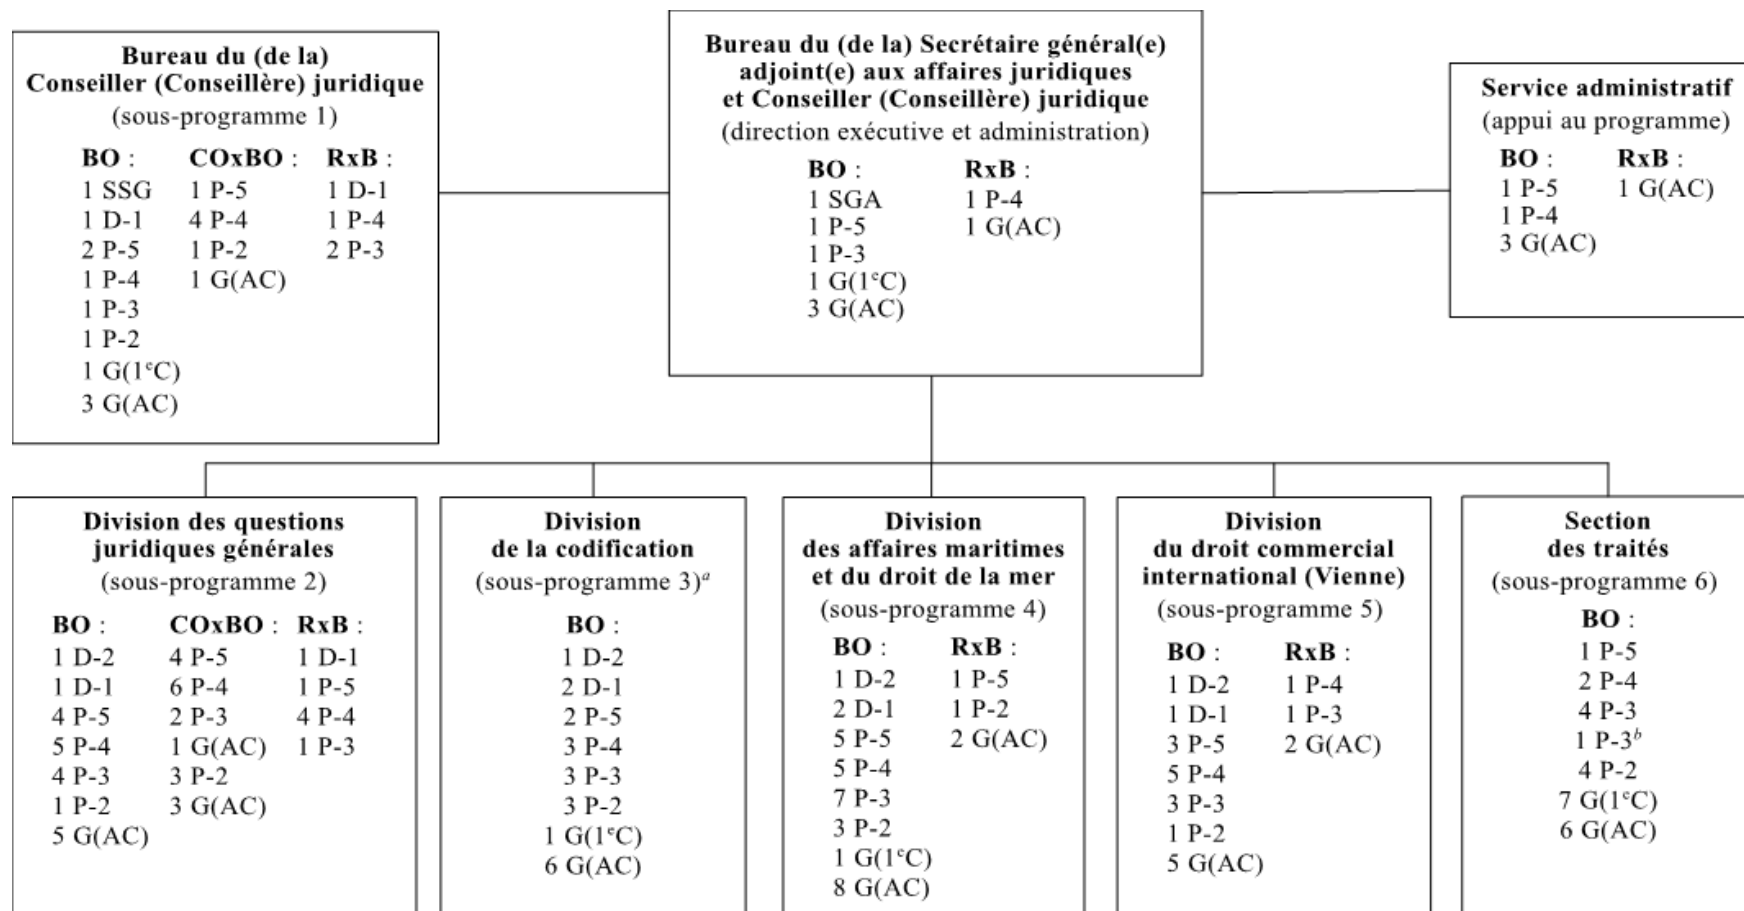 Bureau du (de la)
Conseiller (Conseillère) juridique
(sous-programme 1)
BO : COxBO : RxB :
1 SSG 1 P-5 1 D-1
1 D-1 4 P-4 1 P-4
2 P-5 1 P-2 2 P-3
1 P-4 1 G(AC)
1 P-3
1 P-2
1 G(1ᵉC)
3 G(AC)
Bureau du (de la) Secrétaire général(e)
adjoint(e) aux affaires juridiques
et Conseiller (Conseillère) juridique
(direction exécutive et administration)
BO : RxB :
1 SGA 1 P-4
1 P-5 1 G(AC)
1 P-3
1 G(1ᵉC)
3 G(AC)
Service administratif
(appui au programme)
BO : RxB :
1 P-5 1 G(AC)
1 P-4
3 G(AC)
Division des questions
juridiques générales
(sous-programme 2)
BO : COxBO : RxB :
1 D-2 4 P-5 1 D-1
1 D-1 6 P-4 1 P-5
4 P-5 2 P-3 4 P-4
5 P-4 1 G(AC) 1 P-3
4 P-3 3 P-2
1 P-2 3 G(AC)
5 G(AC)
Division
de la codification
(sous-programme 3)ᵃ
BO :
1 D-2
2 D-1
2 P-5
3 P-4
3 P-3
3 P-2
1 G(1ᵉC)
6 G(AC)
Division
des affaires maritimes
et du droit de la mer
(sous-programme 4)
BO : RxB :
1 D-2 1 P-5
2 D-1 1 P-2
5 P-5 2 G(AC)
5 P-4
7 P-3
3 P-2
1 G(1ᵉC)
8 G(AC)
Division
du droit commercial
international (Vienne)
(sous-programme 5)
BO : RxB :
1 D-2 1 P-4
1 D-1 1 P-3
3 P-5 2 G(AC)
5 P-4
3 P-3
1 P-2
5 G(AC)
Section
des traités
(sous-programme 6)
BO :
1 P-5
2 P-4
4 P-3
1 P-3ᵇ
4 P-2
7 G(1ᵉC)
6 G(AC)